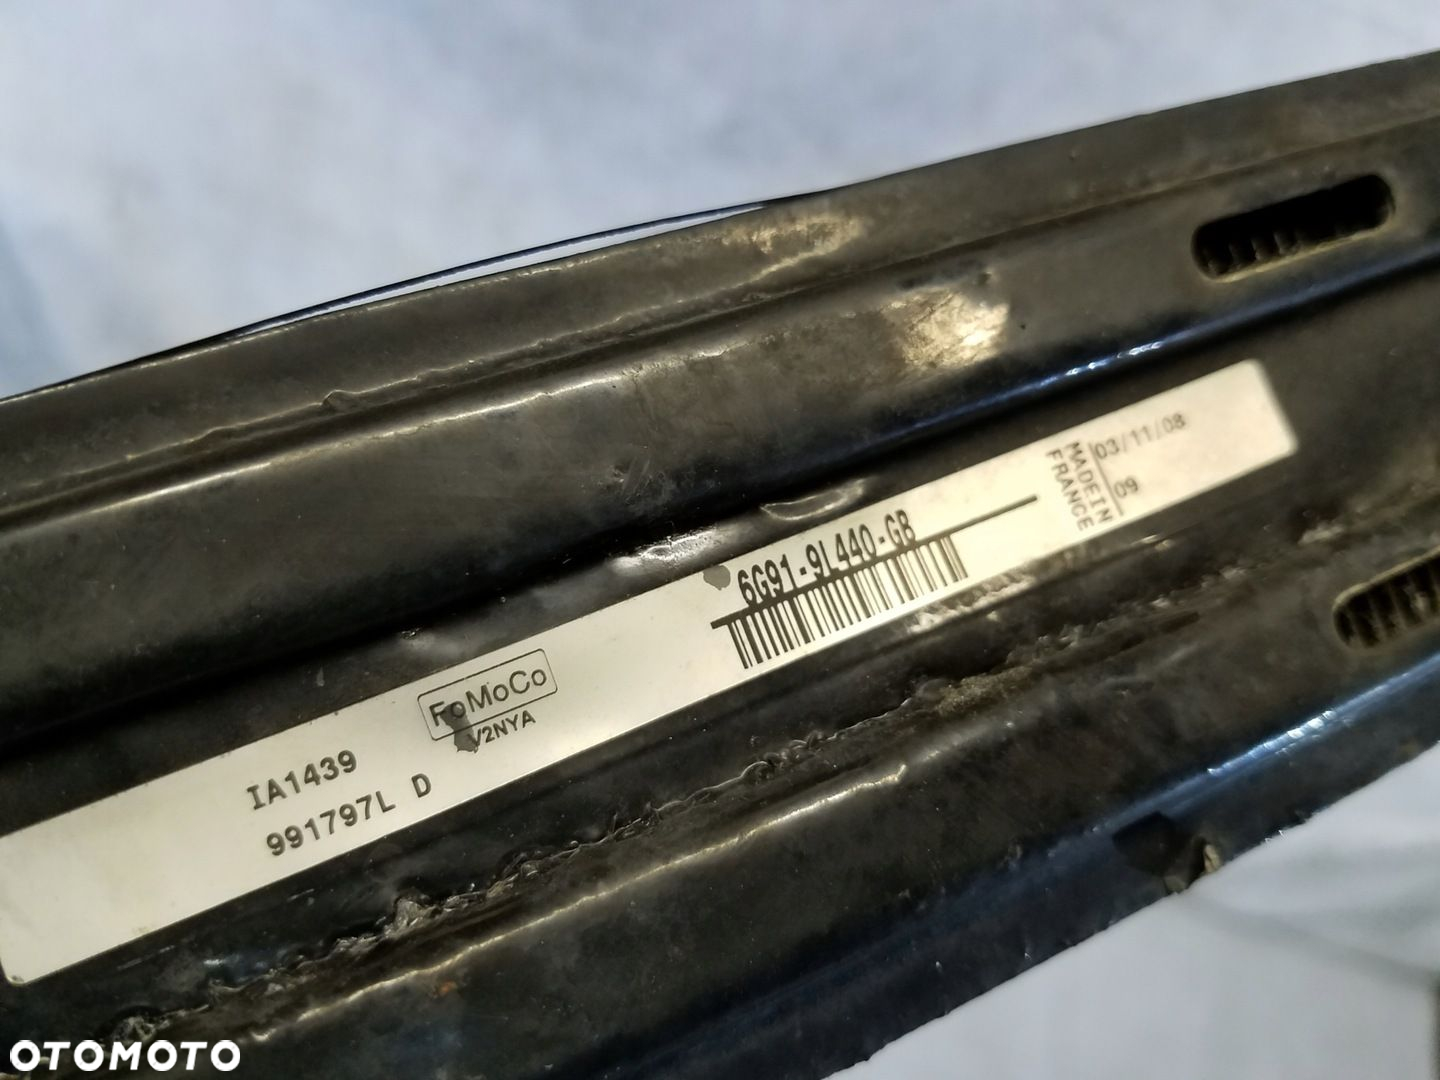 IA1439
991797L D
FoMoCo
V2NYA
6G91-9L440-GB
MADE IN
FRANCE
03/11/08
09
OTOMOTO